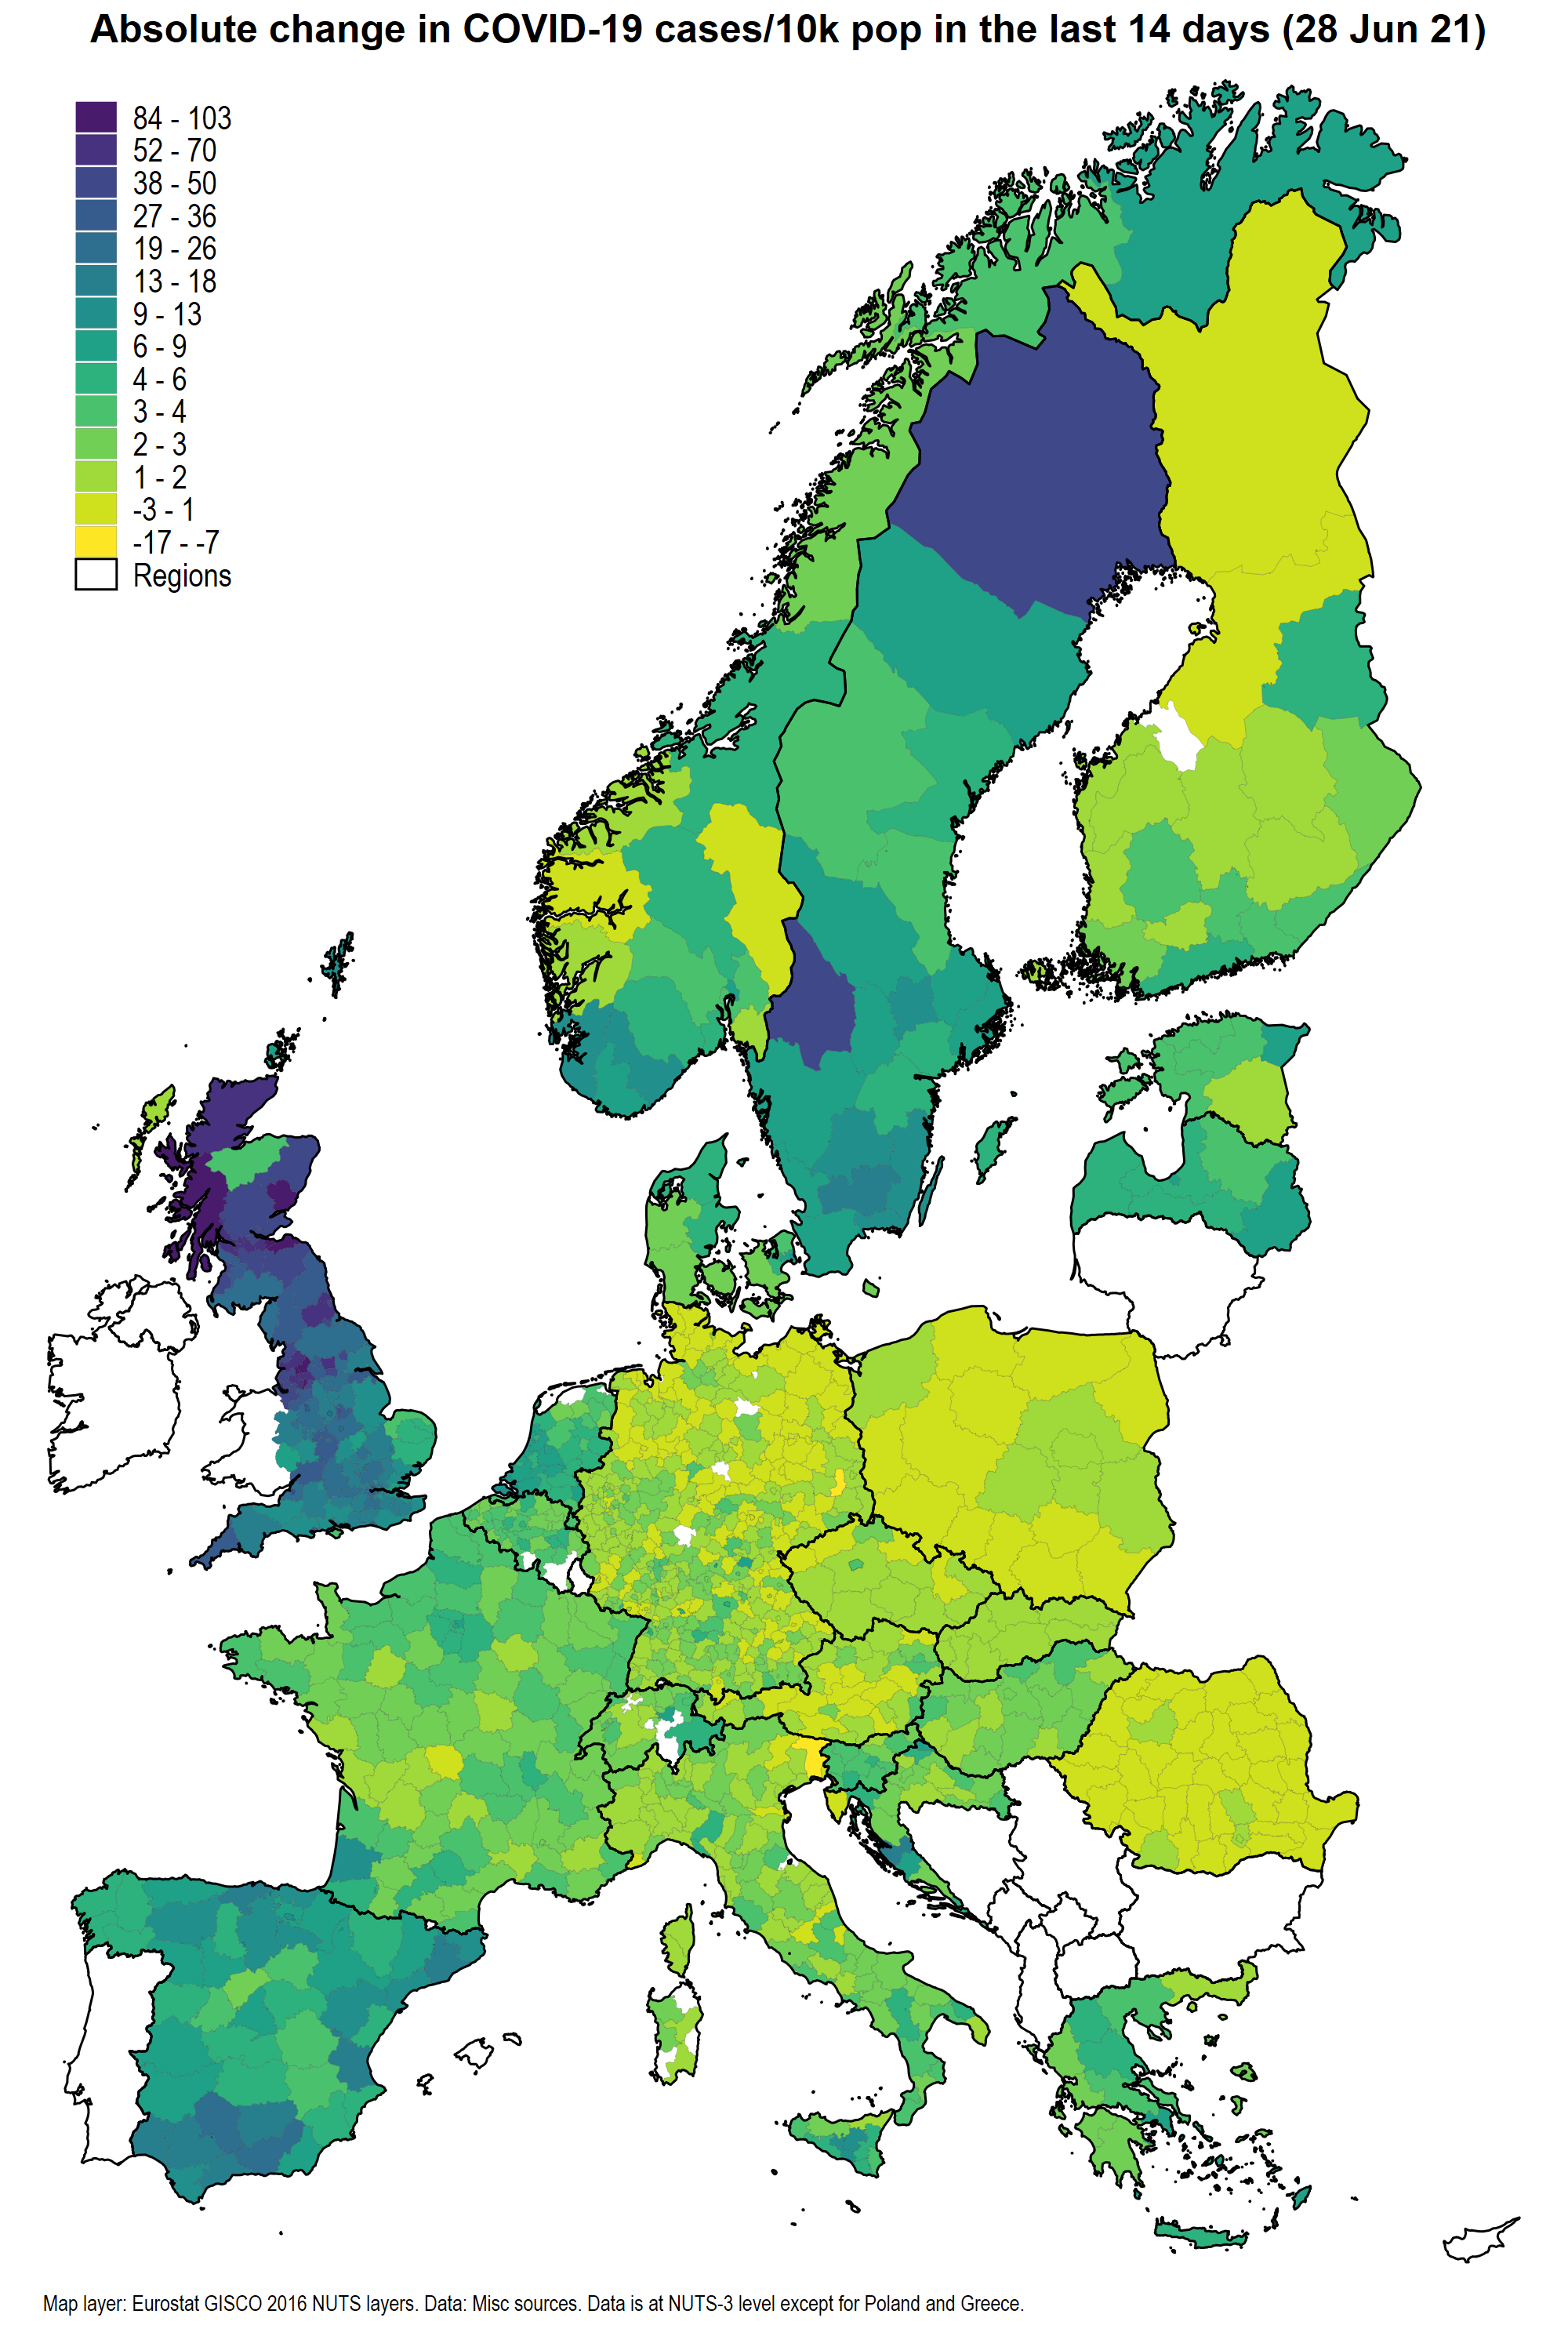 Absolute change in COVID-19 cases/10k pop in the last 14 days (28 Jun 21)
84 - 103
52 - 70
38 - 50
27 - 36
19 - 26
13 - 18
9 - 13
6 - 9
4 - 6
3 - 4
2 - 3
1 - 2
-3 - 1
-17 - -7
Regions
Map layer: Eurostat GISCO 2016 NUTS layers. Data: Misc sources. Data is at NUTS-3 level except for Poland and Greece.